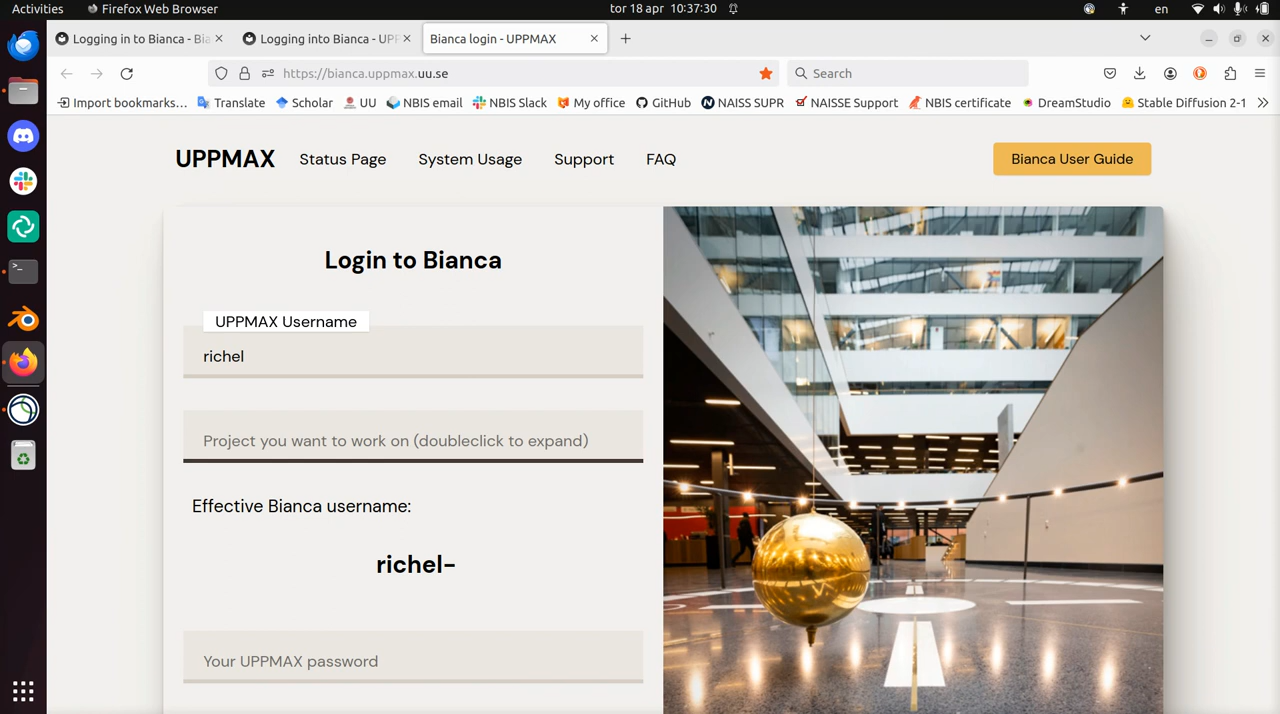 Activities
Firefox Web Browser
tor 18 apr 10:37:30
en
Logging in to Bianca - Bia
Logging into Bianca - UPP
Bianca login - UPPMAX
https://bianca.uppmax.uu.se
Search
Import bookmarks…
Translate
Scholar
UU
NBIS email
NBIS Slack
My office
GitHub
NAISS SUPR
NAISSE Support
NBIS certificate
DreamStudio
Stable Diffusion 2-1
UPPMAX
Status Page
System Usage
Support
FAQ
Bianca User Guide
Login to Bianca
UPPMAX Username
richel
Project you want to work on (doubleclick to expand)
Effective Bianca username:
richel-
Your UPPMAX password